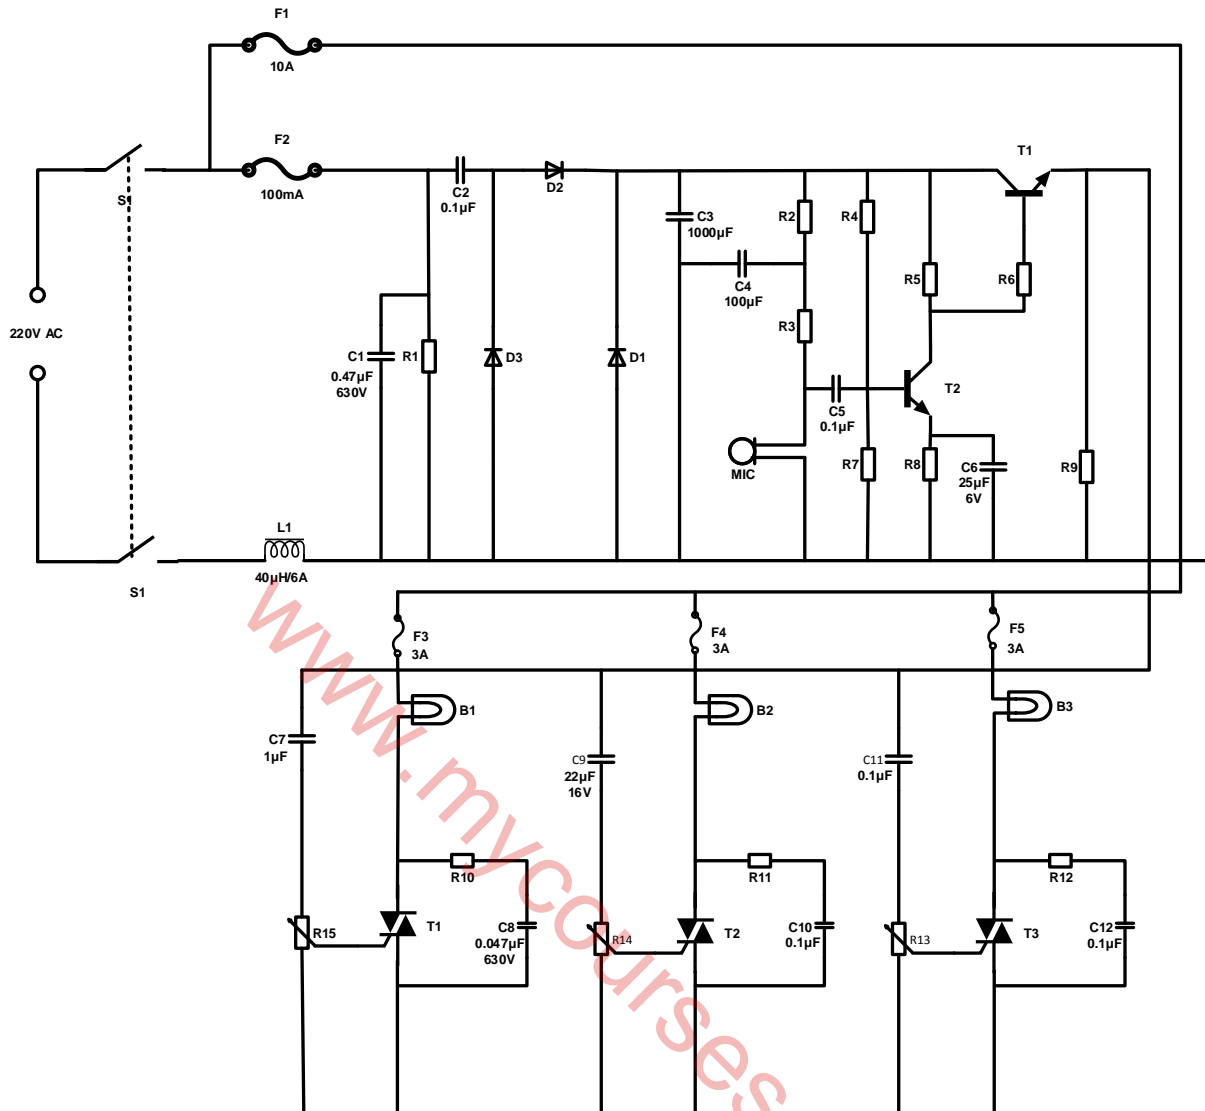 F1
10A
F2
100mA
S1
220V AC
C2
0.1µF
D2
T1
C3
1000µF
R2
R4
C4
100µF
R5
R6
R3
C1
0.47µF
630V
R1
D3
D1
T2
C5
0.1µF
MIC
R7
R8
C6
25µF
6V
R9
L1
40µH/6A
S1
F3
3A
F4
3A
F5
3A
B1
B2
B3
C7
1µF
C9
22µF
16V
C11
0.1µF
R10
R11
R12
R15
T1
C8
0.047µF
630V
R14
T2
C10
0.1µF
R13
T3
C12
0.1µF
www.mycourses